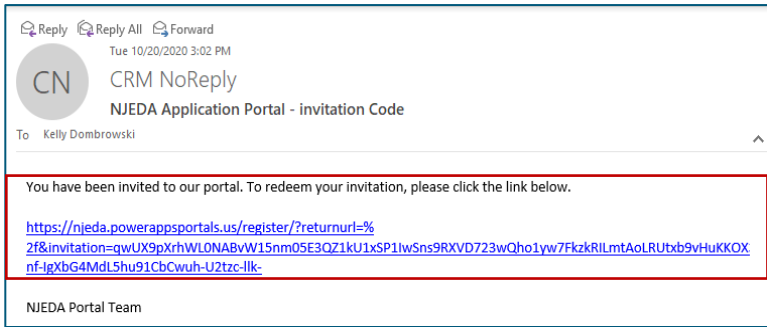 Reply Reply All Forward
Tue 10/20/2020 3:02 PM
CN
CRM NoReply
NJEDA Application Portal - invitation Code
To Kelly Dombrowski
You have been invited to our portal. To redeem your invitation, please click the link below.
https://njeda.powerappsportals.us/register/?returnurl=%
2f&invitation=qwUX9pXrhWL0NABvW15nm05E3QZ1kU1xSP1IwSns9RXVD723wQho1yw7FkzkRILmtAoLRUtxb9vHuKKOX
nf-IgXbG4MdL5hu91CbCwuh-U2tzc-llk-
NJEDA Portal Team